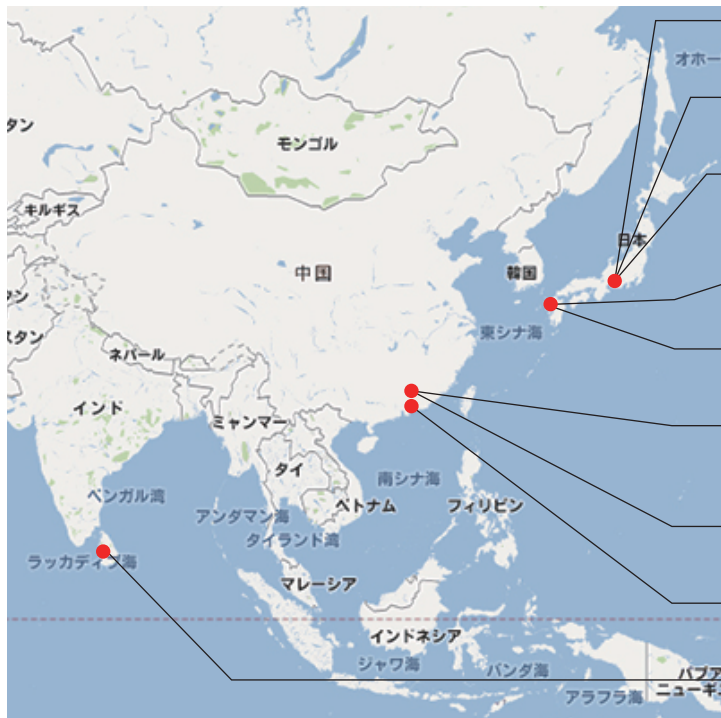 オホー
タン
モンゴル
キルギス
日本
中国
韓国
タン
スタン
東シナ海
ネパール
インド
ミャンマー
タイ
南シナ海
ベンガル湾
ベトナム
フィリピン
アンダマン海
タイランド湾
ラッカディブ海
マレーシア
インドネシア
ジャワ海
バンダ海
パプア
ニューギ
アラフラ海